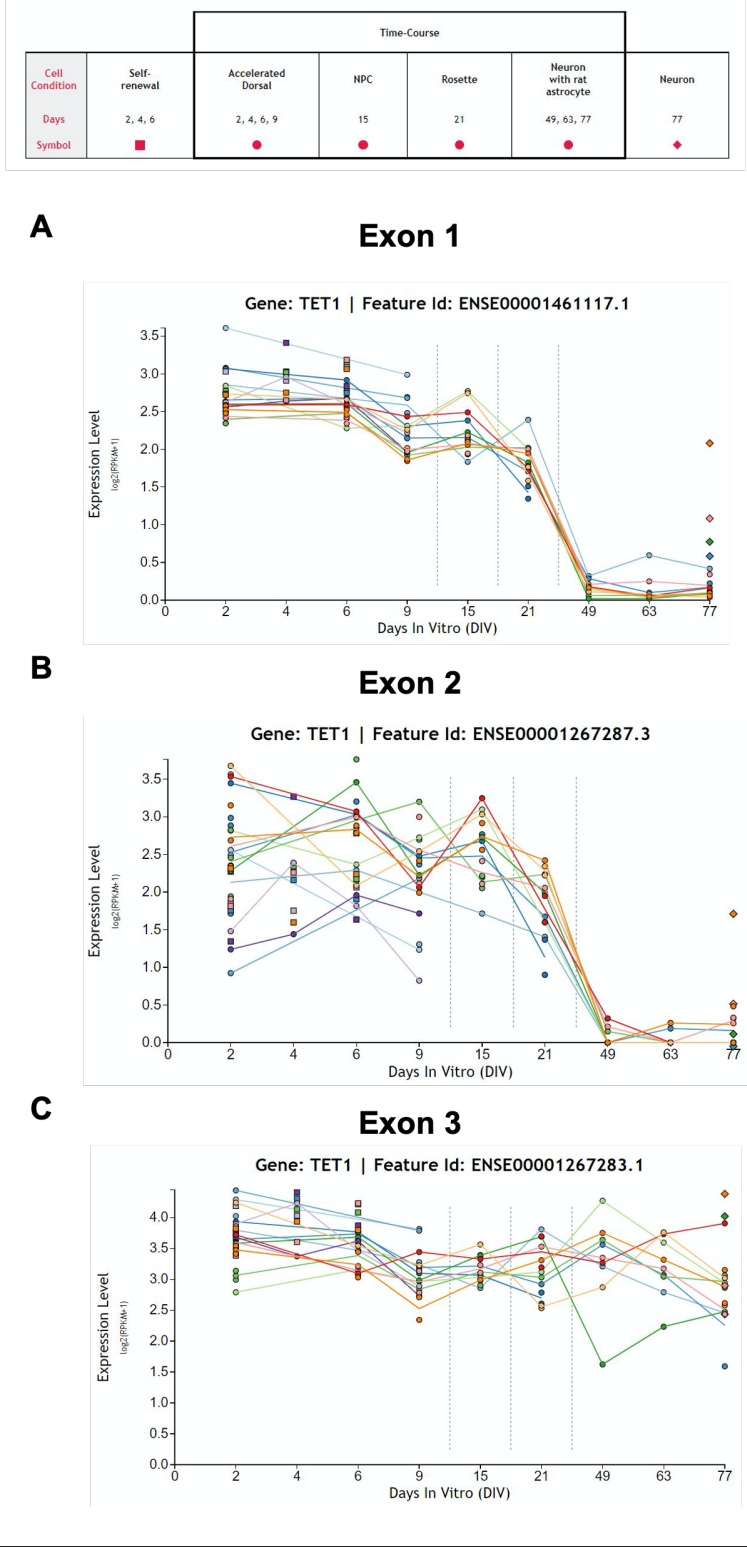 Time-Course
Cell Condition Self-renewal Accelerated Dorsal NPC Rosette Neuron with rat astrocyte Neuron
Days 2, 4, 6 2, 4, 6, 9 15 21 49, 63, 77 77
Symbol
A
Exon 1
Gene: TET1 | Feature Id: ENSE00001461117.1
Expression Level
log2(RPKM+1)
3.5
3.0
2.5
2.0
1.5
1.0
0.5
0.0
0 2 4 6 9 15 21 49 63 77
Days In Vitro (DIV)
B
Exon 2
Gene: TET1 | Feature Id: ENSE00001267287.3
Expression Level
log2(RPKM+1)
3.5
3.0
2.5
2.0
1.5
1.0
0.5
0.0
0 2 4 6 9 15 21 49 63 77
Days In Vitro (DIV)
C
Exon 3
Gene: TET1 | Feature Id: ENSE00001267283.1
Expression Level
log2(RPKM+1)
4.0
3.5
3.0
2.5
2.0
1.5
1.0
0.5
0.0
0 2 4 6 9 15 21 49 63 77
Days In Vitro (DIV)